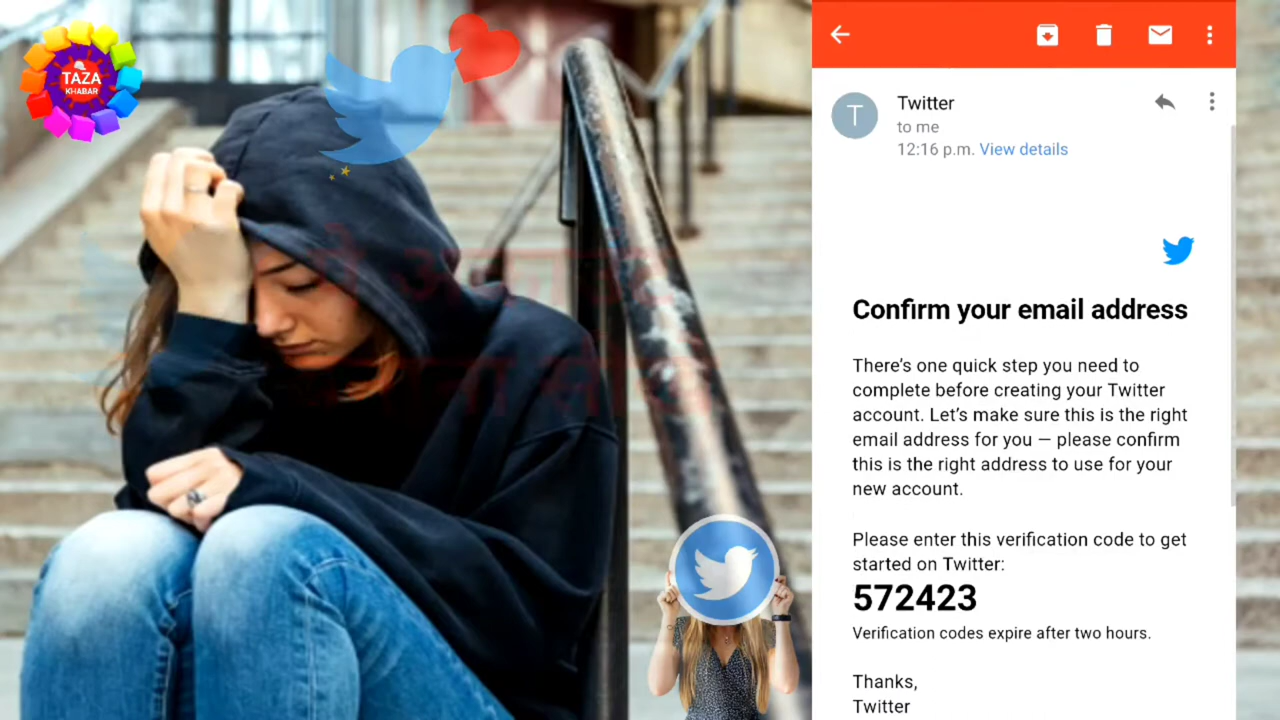 TAZA
KHABAR
T
Twitter
to me
12:16 p.m. View details
Confirm your email address
There's one quick step you need to
complete before creating your Twitter
account. Let's make sure this is the right
email address for you — please confirm
this is the right address to use for your
new account.
Please enter this verification code to get
started on Twitter:
572423
Verification codes expire after two hours.
Thanks,
Twitter